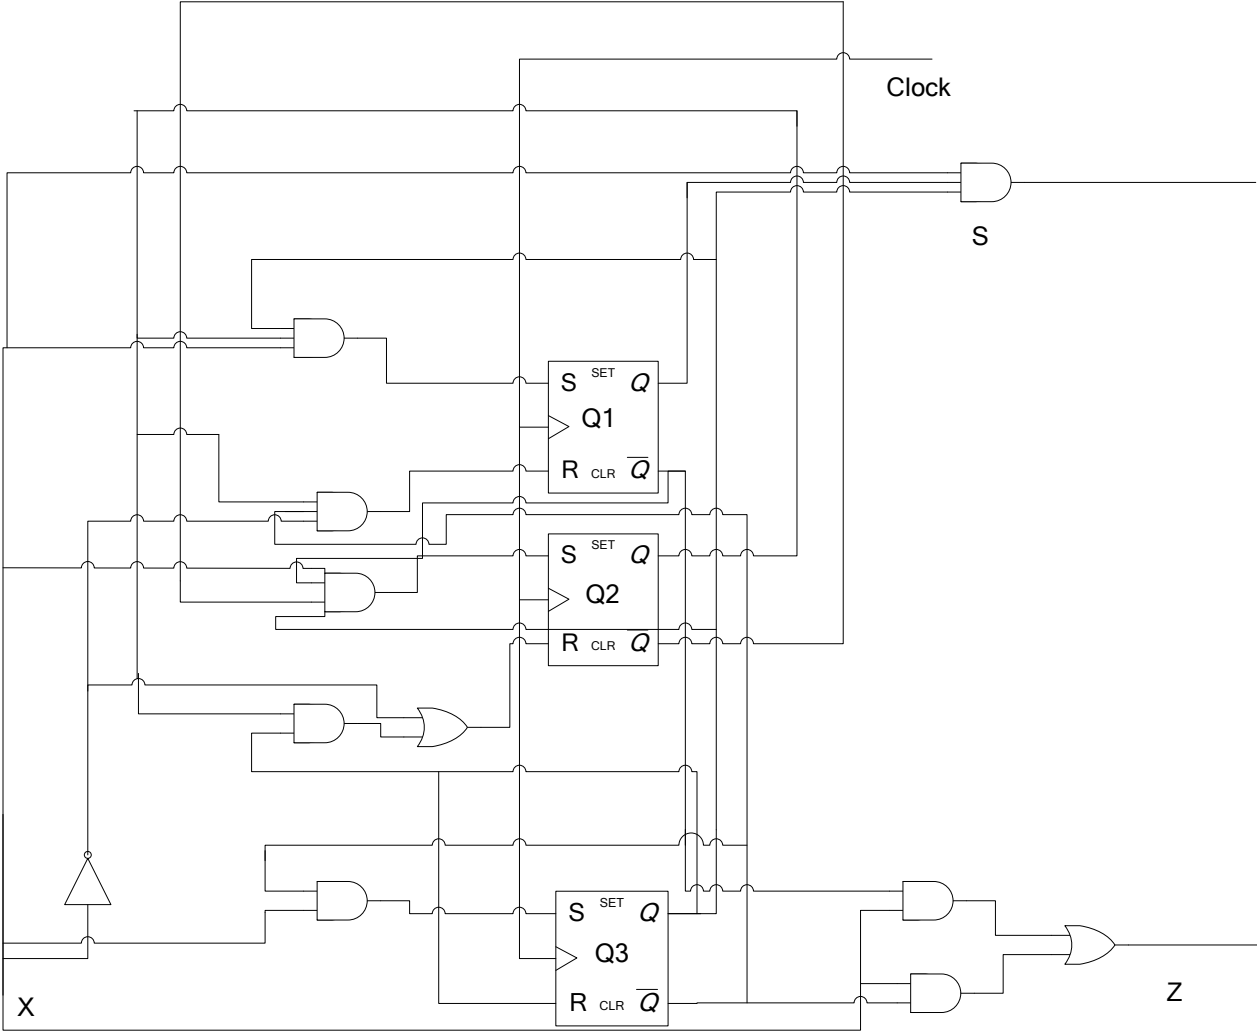 Clock
S
S SET Q
Q1
R CLR Q
S SET Q
Q2
R CLR Q
S SET Q
Q3
R CLR Q
X
Z